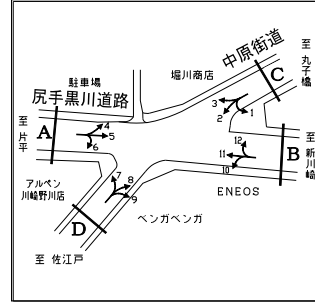 中原街道
至 丸子橋
駐車場
堀川商店
尻手黒川道路
C
3
2
1
至 片平
A
4
5
6
12
11
10
B
至 新川崎
アルペン
川崎野川店
7
8
9
ENEOS
D
ベンガベンガ
至 佐江戸